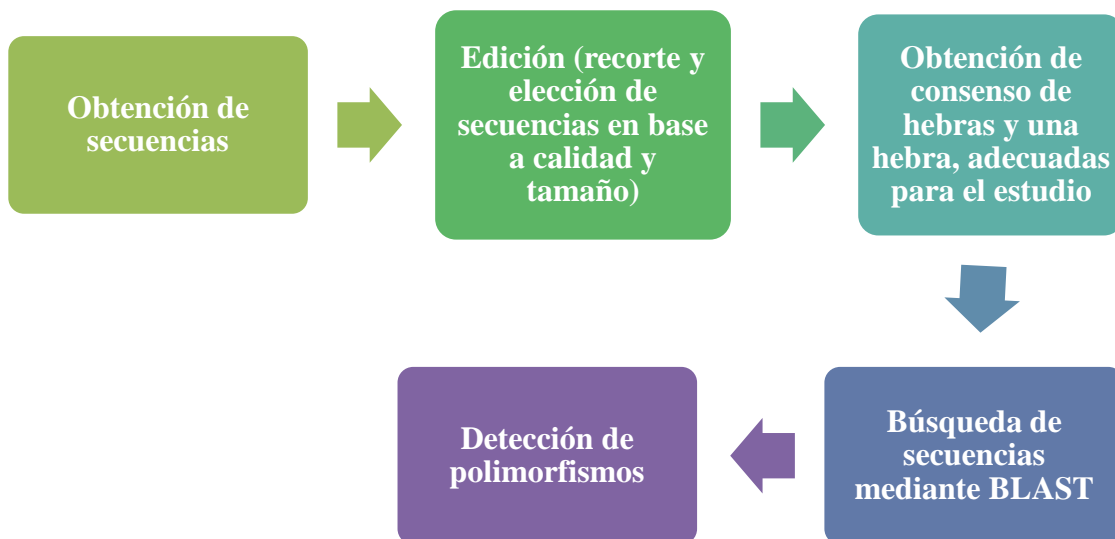 Obtención de
secuencias
Edición (recorte y
elección de
secuencias en base
a calidad y
tamaño)
Obtención de
consenso de
hebras y una
hebra, adecuadas
para el estudio
Búsqueda de
secuencias
mediante BLAST
Detección de
polimorfismos